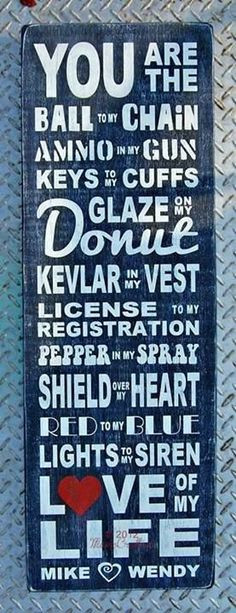 YOU ARE THE
BALL TO MY CHAIN
AMMO IN MY GUN
KEYS TO MY CUFFS
GLAZE ON MY
Donut
KEVLAR IN MY VEST
LICENSE TO MY
REGISTRATION
PEPPER IN MY SPRAY
SHIELD OVER MY HEART
RED TO MY BLUE
LIGHTS TO MY SIREN
LOVE OF MY
LIFE
© 2012
MIKE WENDY